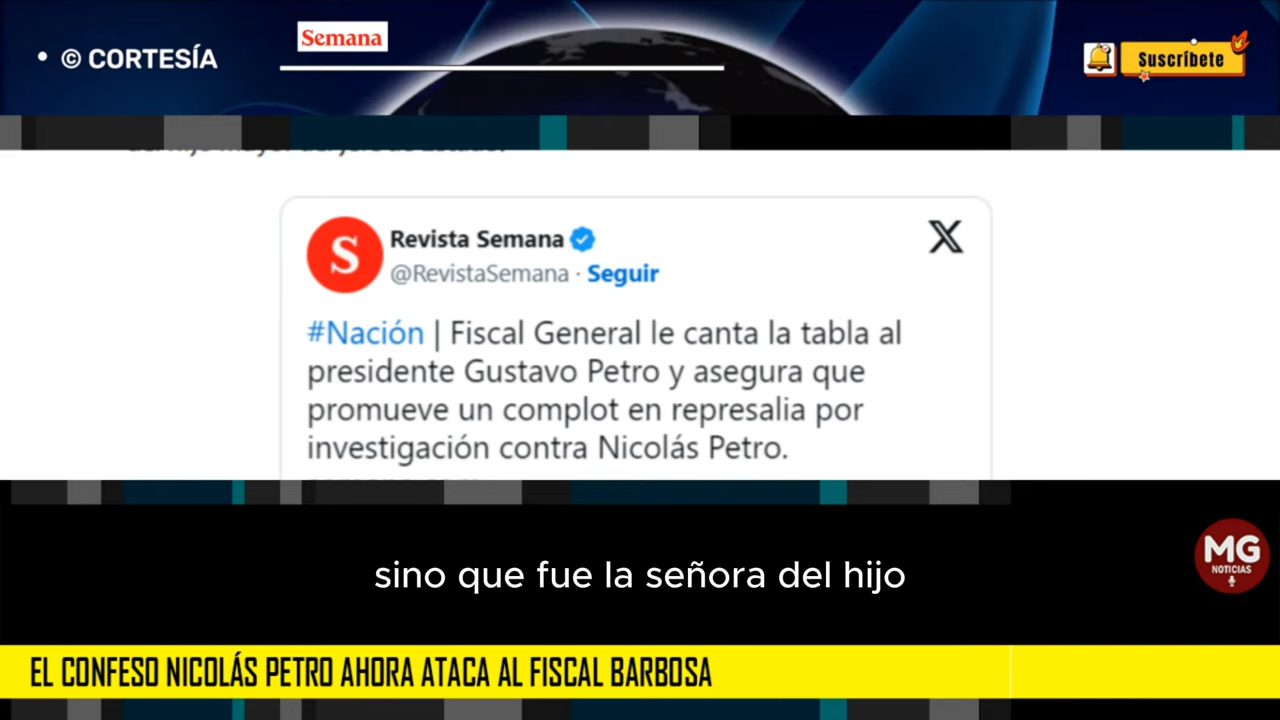 • © CORTESÍA
Semana
Suscríbete
S
Revista Semana
X
@RevistaSemana · Seguir
#Nación | Fiscal General le canta la tabla al
presidente Gustavo Petro y asegura que
promueve un complot en represalia por
investigación contra Nicolás Petro.
sino que fue la señora del hijo
MG
NOTICIAS
EL CONFESO NICOLÁS PETRO AHORA ATACA AL FISCAL BARBOSA